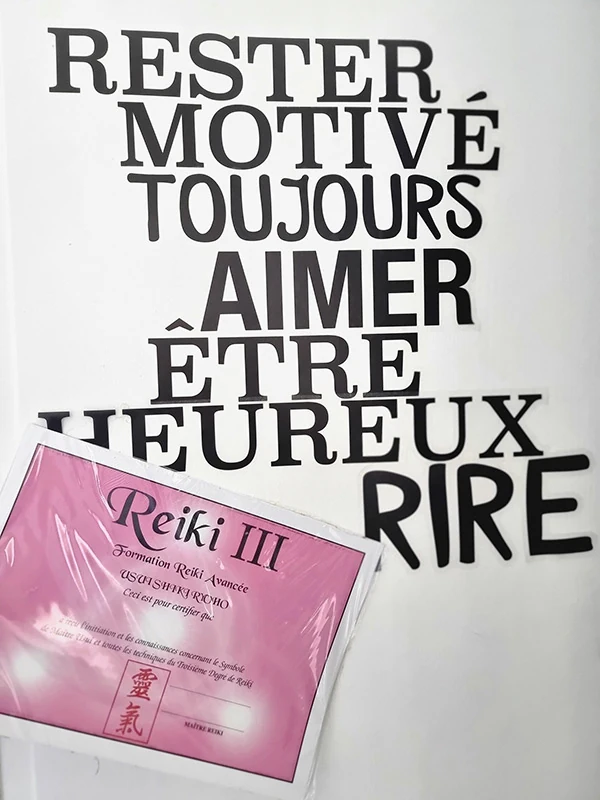 RESTER
MOTIVÉ
TOUJOURS
AIMER
ÊTRE
HEUREUX
RIRE
Reiki III
Formation Reiki Avancée
USUI SHIKI RYOHO
Ceci est pour certifier que
a reçu l'initiation et les connaissances concernant le Symbole
de Maître Usui et toutes les techniques du Troisième Degré de Reiki
靈
氣
MAÎTRE REIKI